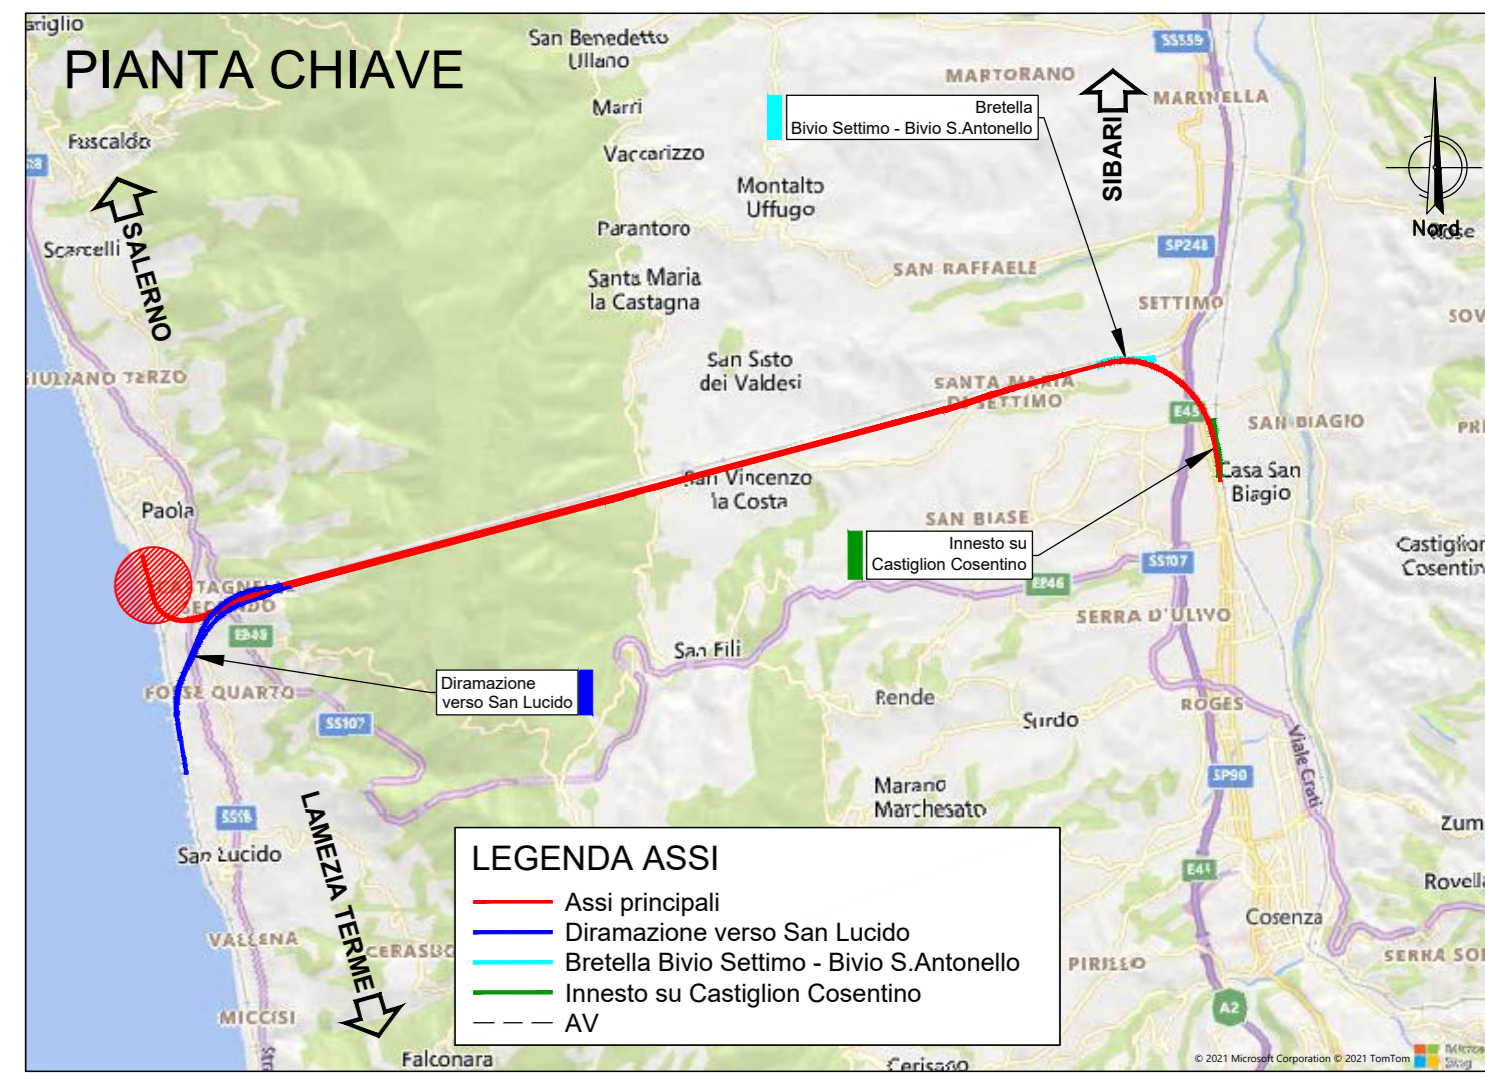 PIANTA CHIAVE
San Benedetto
Ullano
SS559
MARTORANO
MARINELLA
Marri
Bretella
Bivio Settimo - Bivio S.Antonello
SIBARI
Fuscaldo
Vaccarizzo
Montalto
Uffugo
Nord
SALERNO
Scarcelli
Parantoro
SP248
SAN RAFFAELE
Santa Maria
la Castagna
SETTIMO
SOV
San Sisto
dei Valdesi
SANTA MARIA
DI SETTIMO
SAN BIAGIO
San Vincenzo
la Costa
Casa San
Biagio
Paola
SAN BIASE
Innesto su
Castiglion Cosentino
Castiglion
Cosentin
SS107
SERRA D'ULIVO
San Fili
Diramazione
verso San Lucido
FOSSE QUARTO
SS107
Rende
Surdo
ROGES
Viale Crati
SP90
Marano
Marchesato
SS18
San Lucido
LAMEZIA TERME
Zum
LEGENDA ASSI
Assi principali
Diramazione verso San Lucido
Bretella Bivio Settimo - Bivio S.Antonello
Innesto su Castiglion Cosentino
AV
Rovella
Cosenza
VALLENA
PIRILLO
MICCISI
A2
Falconara
Cerisano
© 2021 Microsoft Corporation © 2021 TomTom